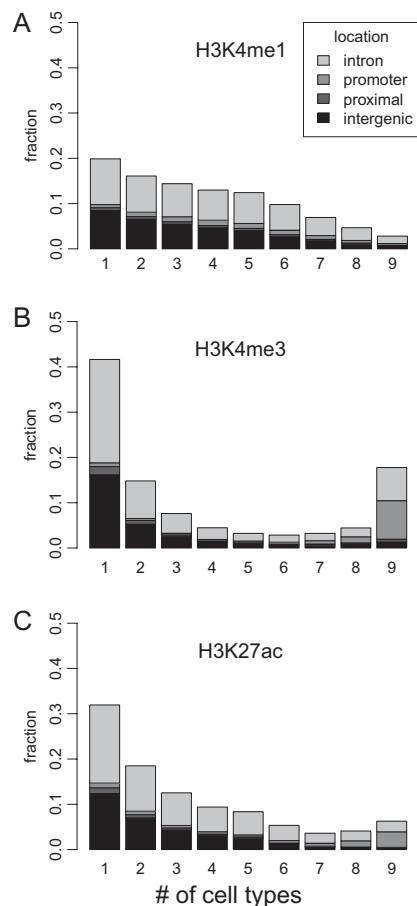 A
H3K4me1
location
intron
promoter
proximal
intergenic
fraction
0.0 0.1 0.2 0.3 0.4 0.5
1 2 3 4 5 6 7 8 9
B
H3K4me3
fraction
0.0 0.1 0.2 0.3 0.4 0.5
1 2 3 4 5 6 7 8 9
C
H3K27ac
fraction
0.0 0.1 0.2 0.3 0.4 0.5
1 2 3 4 5 6 7 8 9
# of cell types